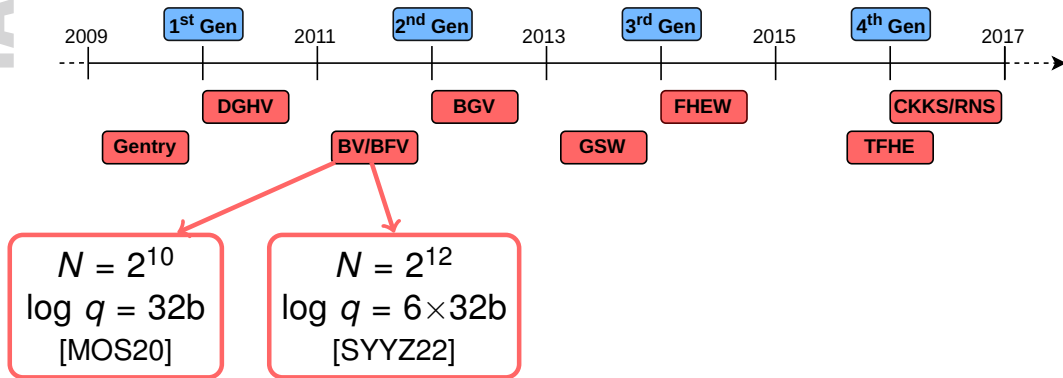 1st Gen 2nd Gen 3rd Gen 4th Gen
2009 2011 2013 2015 2017
DGHV BGV FHEW CKKS/RNS
Gentry BV/BFV GSW TFHE
N = 2^10
log q = 32b
[MOS20]
N = 2^12
log q = 6×32b
[SYYZ22]